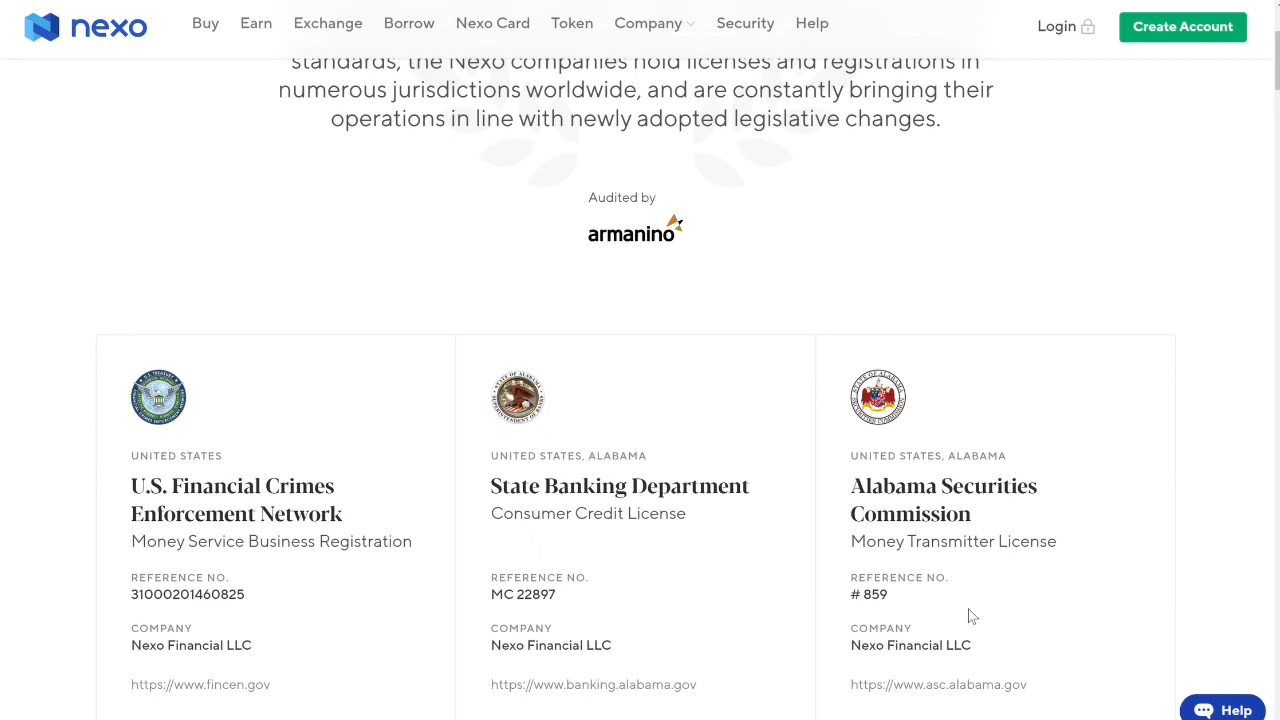 nexo
Buy Earn Exchange Borrow Nexo Card Token Company Security Help
Login
Create Account
standards, the Nexo companies hold licenses and registrations in
numerous jurisdictions worldwide, and are constantly bringing their
operations in line with newly adopted legislative changes.
Audited by
armanino
UNITED STATES
U.S. Financial Crimes
Enforcement Network
Money Service Business Registration
REFERENCE NO.
31000201460825
COMPANY
Nexo Financial LLC
https://www.fincen.gov
UNITED STATES, ALABAMA
State Banking Department
Consumer Credit License
REFERENCE NO.
MC 22897
COMPANY
Nexo Financial LLC
https://www.banking.alabama.gov
UNITED STATES, ALABAMA
Alabama Securities
Commission
Money Transmitter License
REFERENCE NO.
# 859
COMPANY
Nexo Financial LLC
https://www.asc.alabama.gov
Help